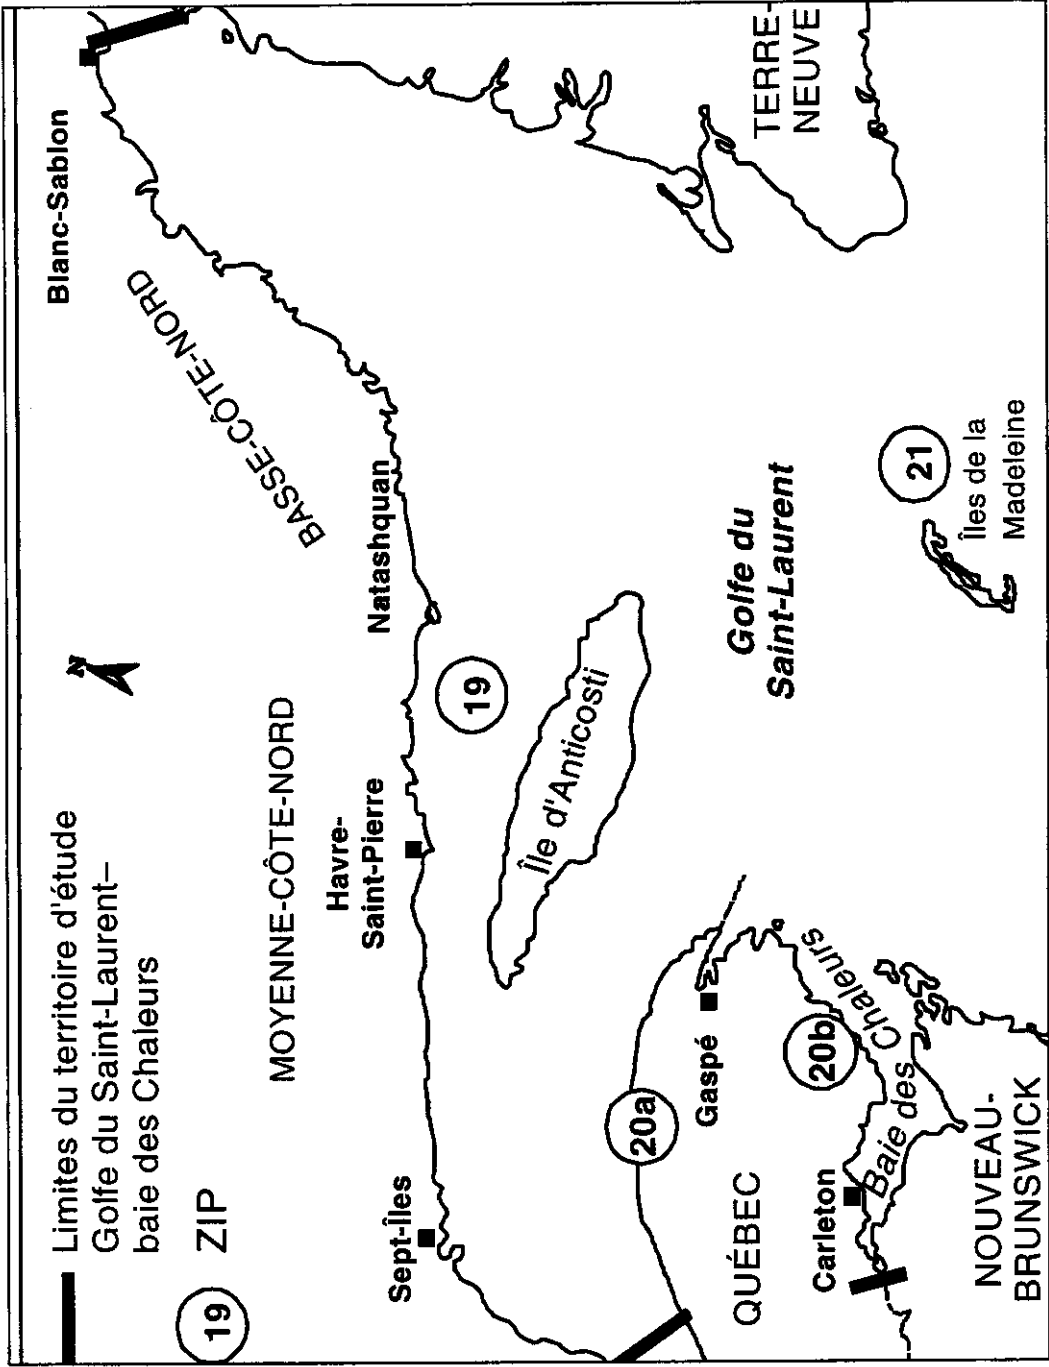 Limites du territoire d'étude
Golfe du Saint-Laurent–
baie des Chaleurs
19 ZIP
N
Blanc-Sablon
BASSE-CÔTE-NORD
MOYENNE-CÔTE-NORD
Natashquan
Havre-
Saint-Pierre
Sept-Îles
19
Île d'Anticosti
Golfe du
Saint-Laurent
TERRE-
NEUVE
21
Îles de la
Madeleine
20a
Gaspé
20b
QUÉBEC
Carleton
Baie des Chaleurs
NOUVEAU-
BRUNSWICK